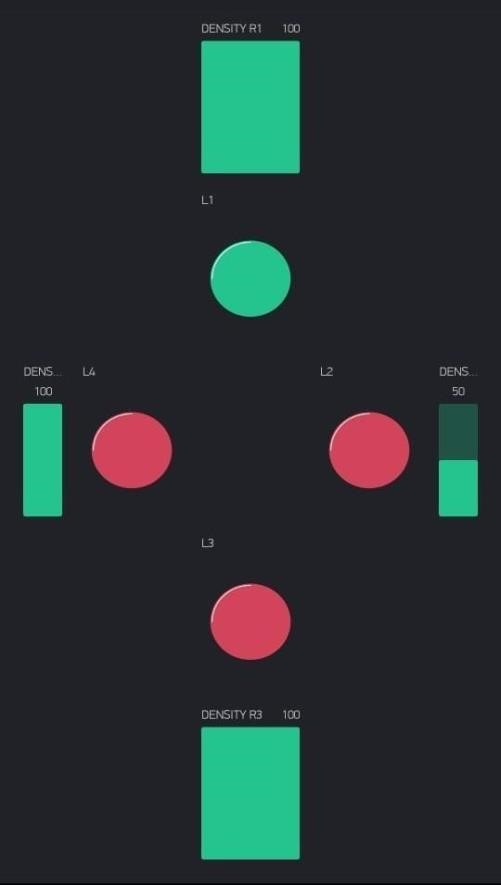 DENSITY R1 100
L1
DENS...
100
L4
L2
DENS...
50
L3
DENSITY R3 100